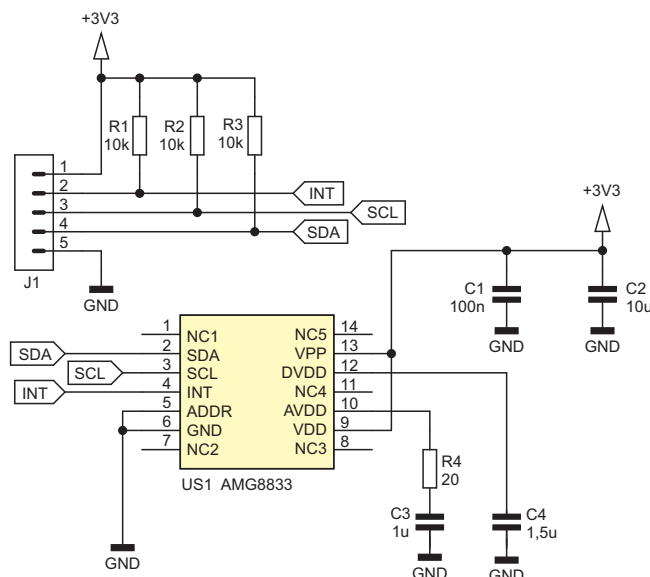 +3V3
R1
10k
R2
10k
R3
10k
1
2
3
4
5
J1
INT
SCL
SDA
GND
+3V3
C1
100n
C2
10u
GND
GND
SDA
SCL
INT
1
2
3
4
5
6
7
NC1
SDA
SCL
INT
ADDR
GND
NC2
NC5
VPP
DVDD
NC4
AVDD
VDD
NC3
14
13
12
11
10
9
8
US1 AMG8833
R4
20
C3
1u
C4
1,5u
GND
GND
GND